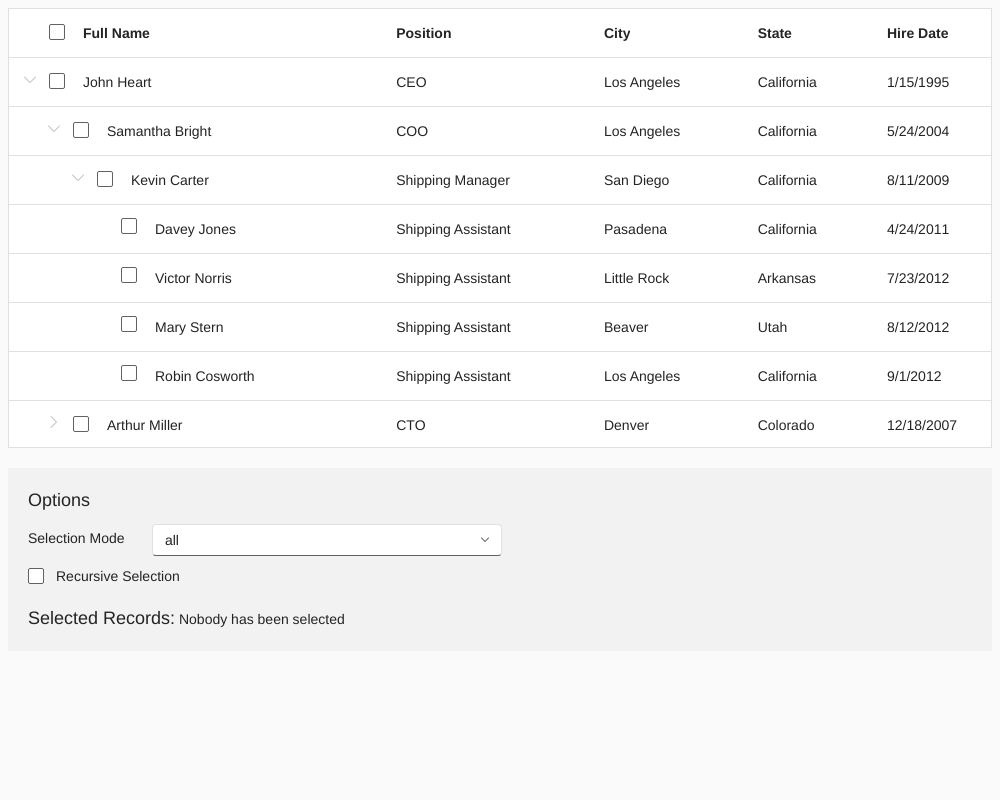 Full Name Position City State Hire Date
John Heart CEO Los Angeles California 1/15/1995
Samantha Bright COO Los Angeles California 5/24/2004
Kevin Carter Shipping Manager San Diego California 8/11/2009
Davey Jones Shipping Assistant Pasadena California 4/24/2011
Victor Norris Shipping Assistant Little Rock Arkansas 7/23/2012
Mary Stern Shipping Assistant Beaver Utah 8/12/2012
Robin Cosworth Shipping Assistant Los Angeles California 9/1/2012
Arthur Miller CTO Denver Colorado 12/18/2007
Options
Selection Mode all
Recursive Selection
Selected Records: Nobody has been selected